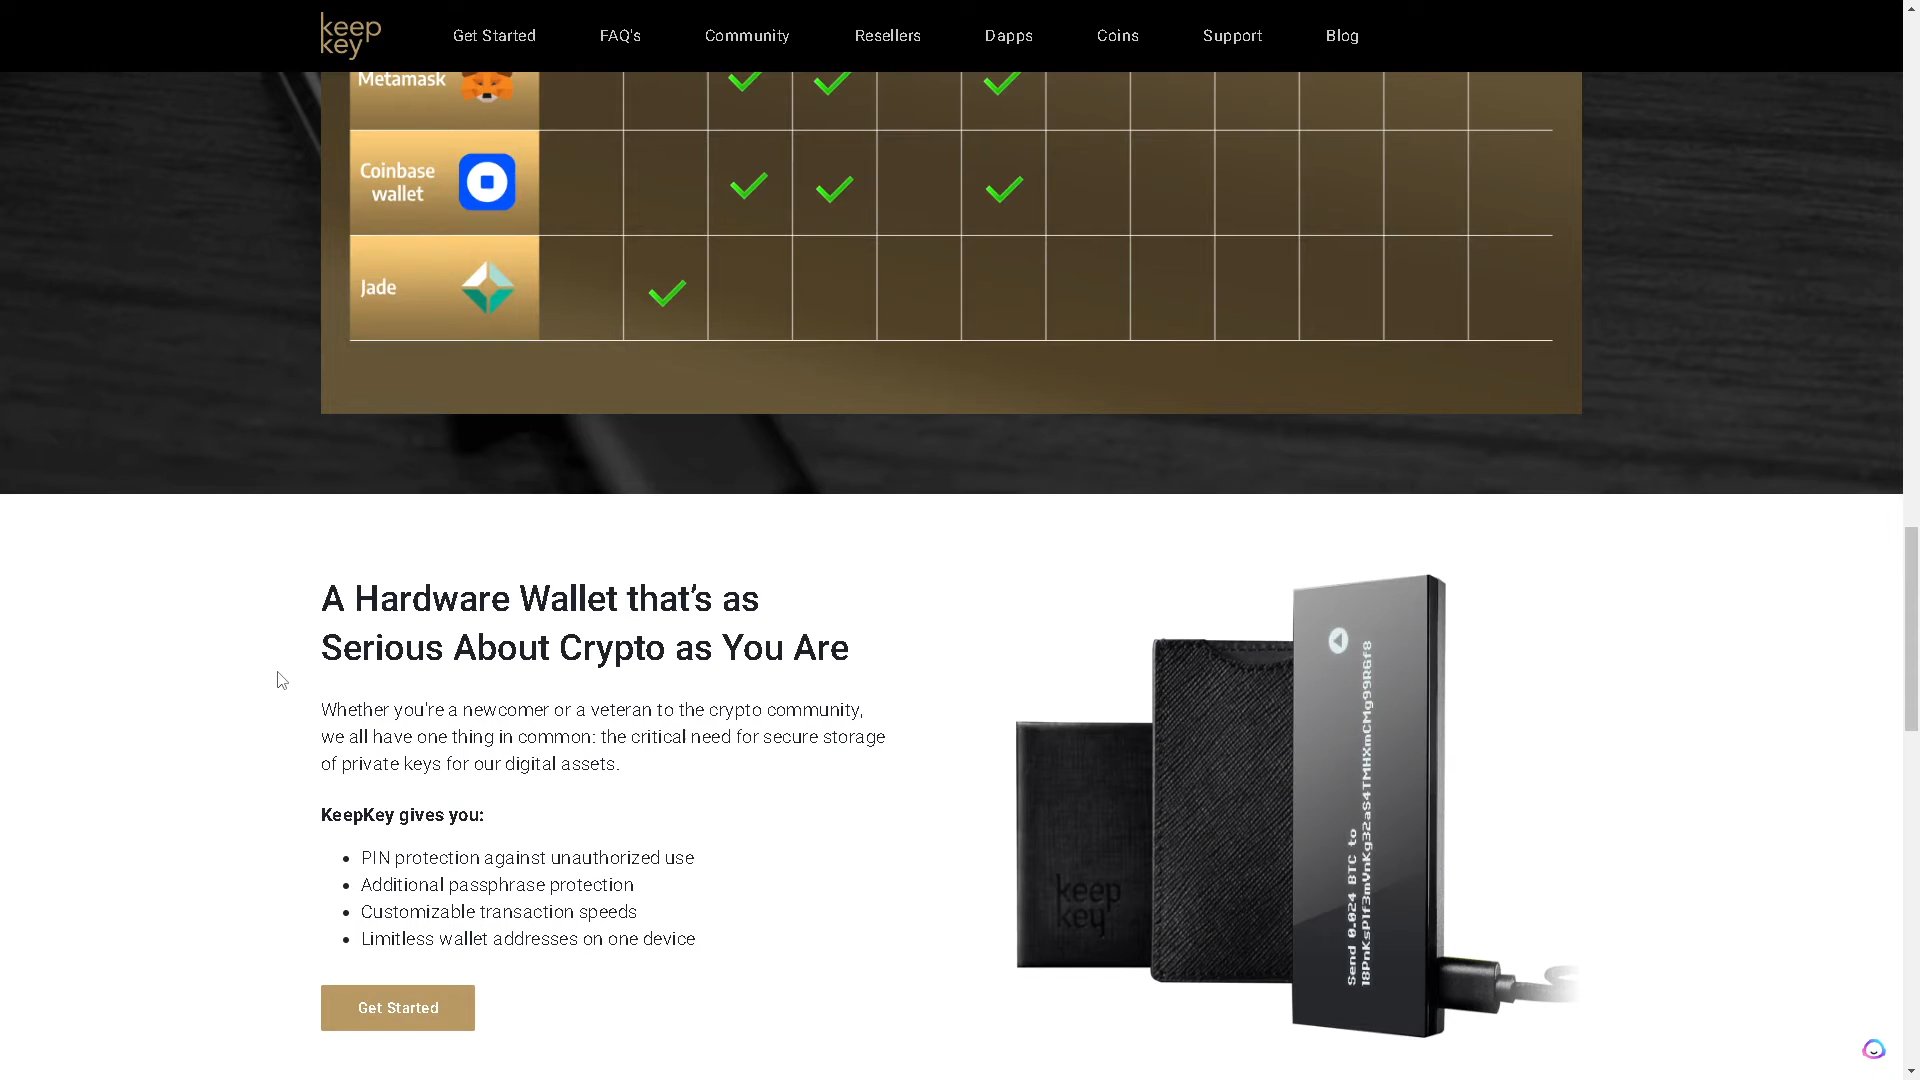 keep
key
Get Started
FAQ's
Community
Resellers
Dapps
Coins
Support
Blog
Metamask
Coinbase
wallet
Jade
A Hardware Wallet that's as
Serious About Crypto as You Are
Whether you're a newcomer or a veteran to the crypto community,
we all have one thing in common: the critical need for secure storage
of private keys for our digital assets.
KeepKey gives you:
PIN protection against unauthorized use
Additional passphrase protection
Customizable transaction speeds
Limitless wallet addresses on one device
Get Started
keep
key
Send 0.024 BTC to